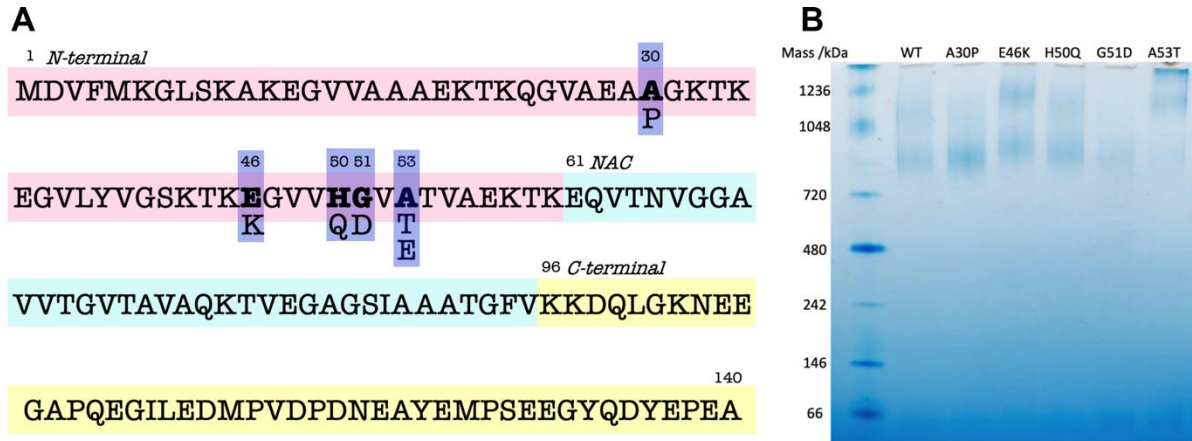 A
1 N-terminal
30
MDVFMKGLSKAKEGVVAAAEKTKQGVAEAAGKTK
P
46 50 51 53 61 NAC
EGVLYVGSKTKEGVVHGVATVAEKTKEQVTNVGGA
K Q D T
E
96 C-terminal
VVTGVTAVAQKTVEGAGSIAAATGFVKKDQLGKNEE
140
GAPQEGILEDMPVDPDNEAYEMPSEEGYQDYEPEA
B
Mass /kDa WT A30P E46K H50Q G51D A53T
1236
1048
720
480
242
146
66